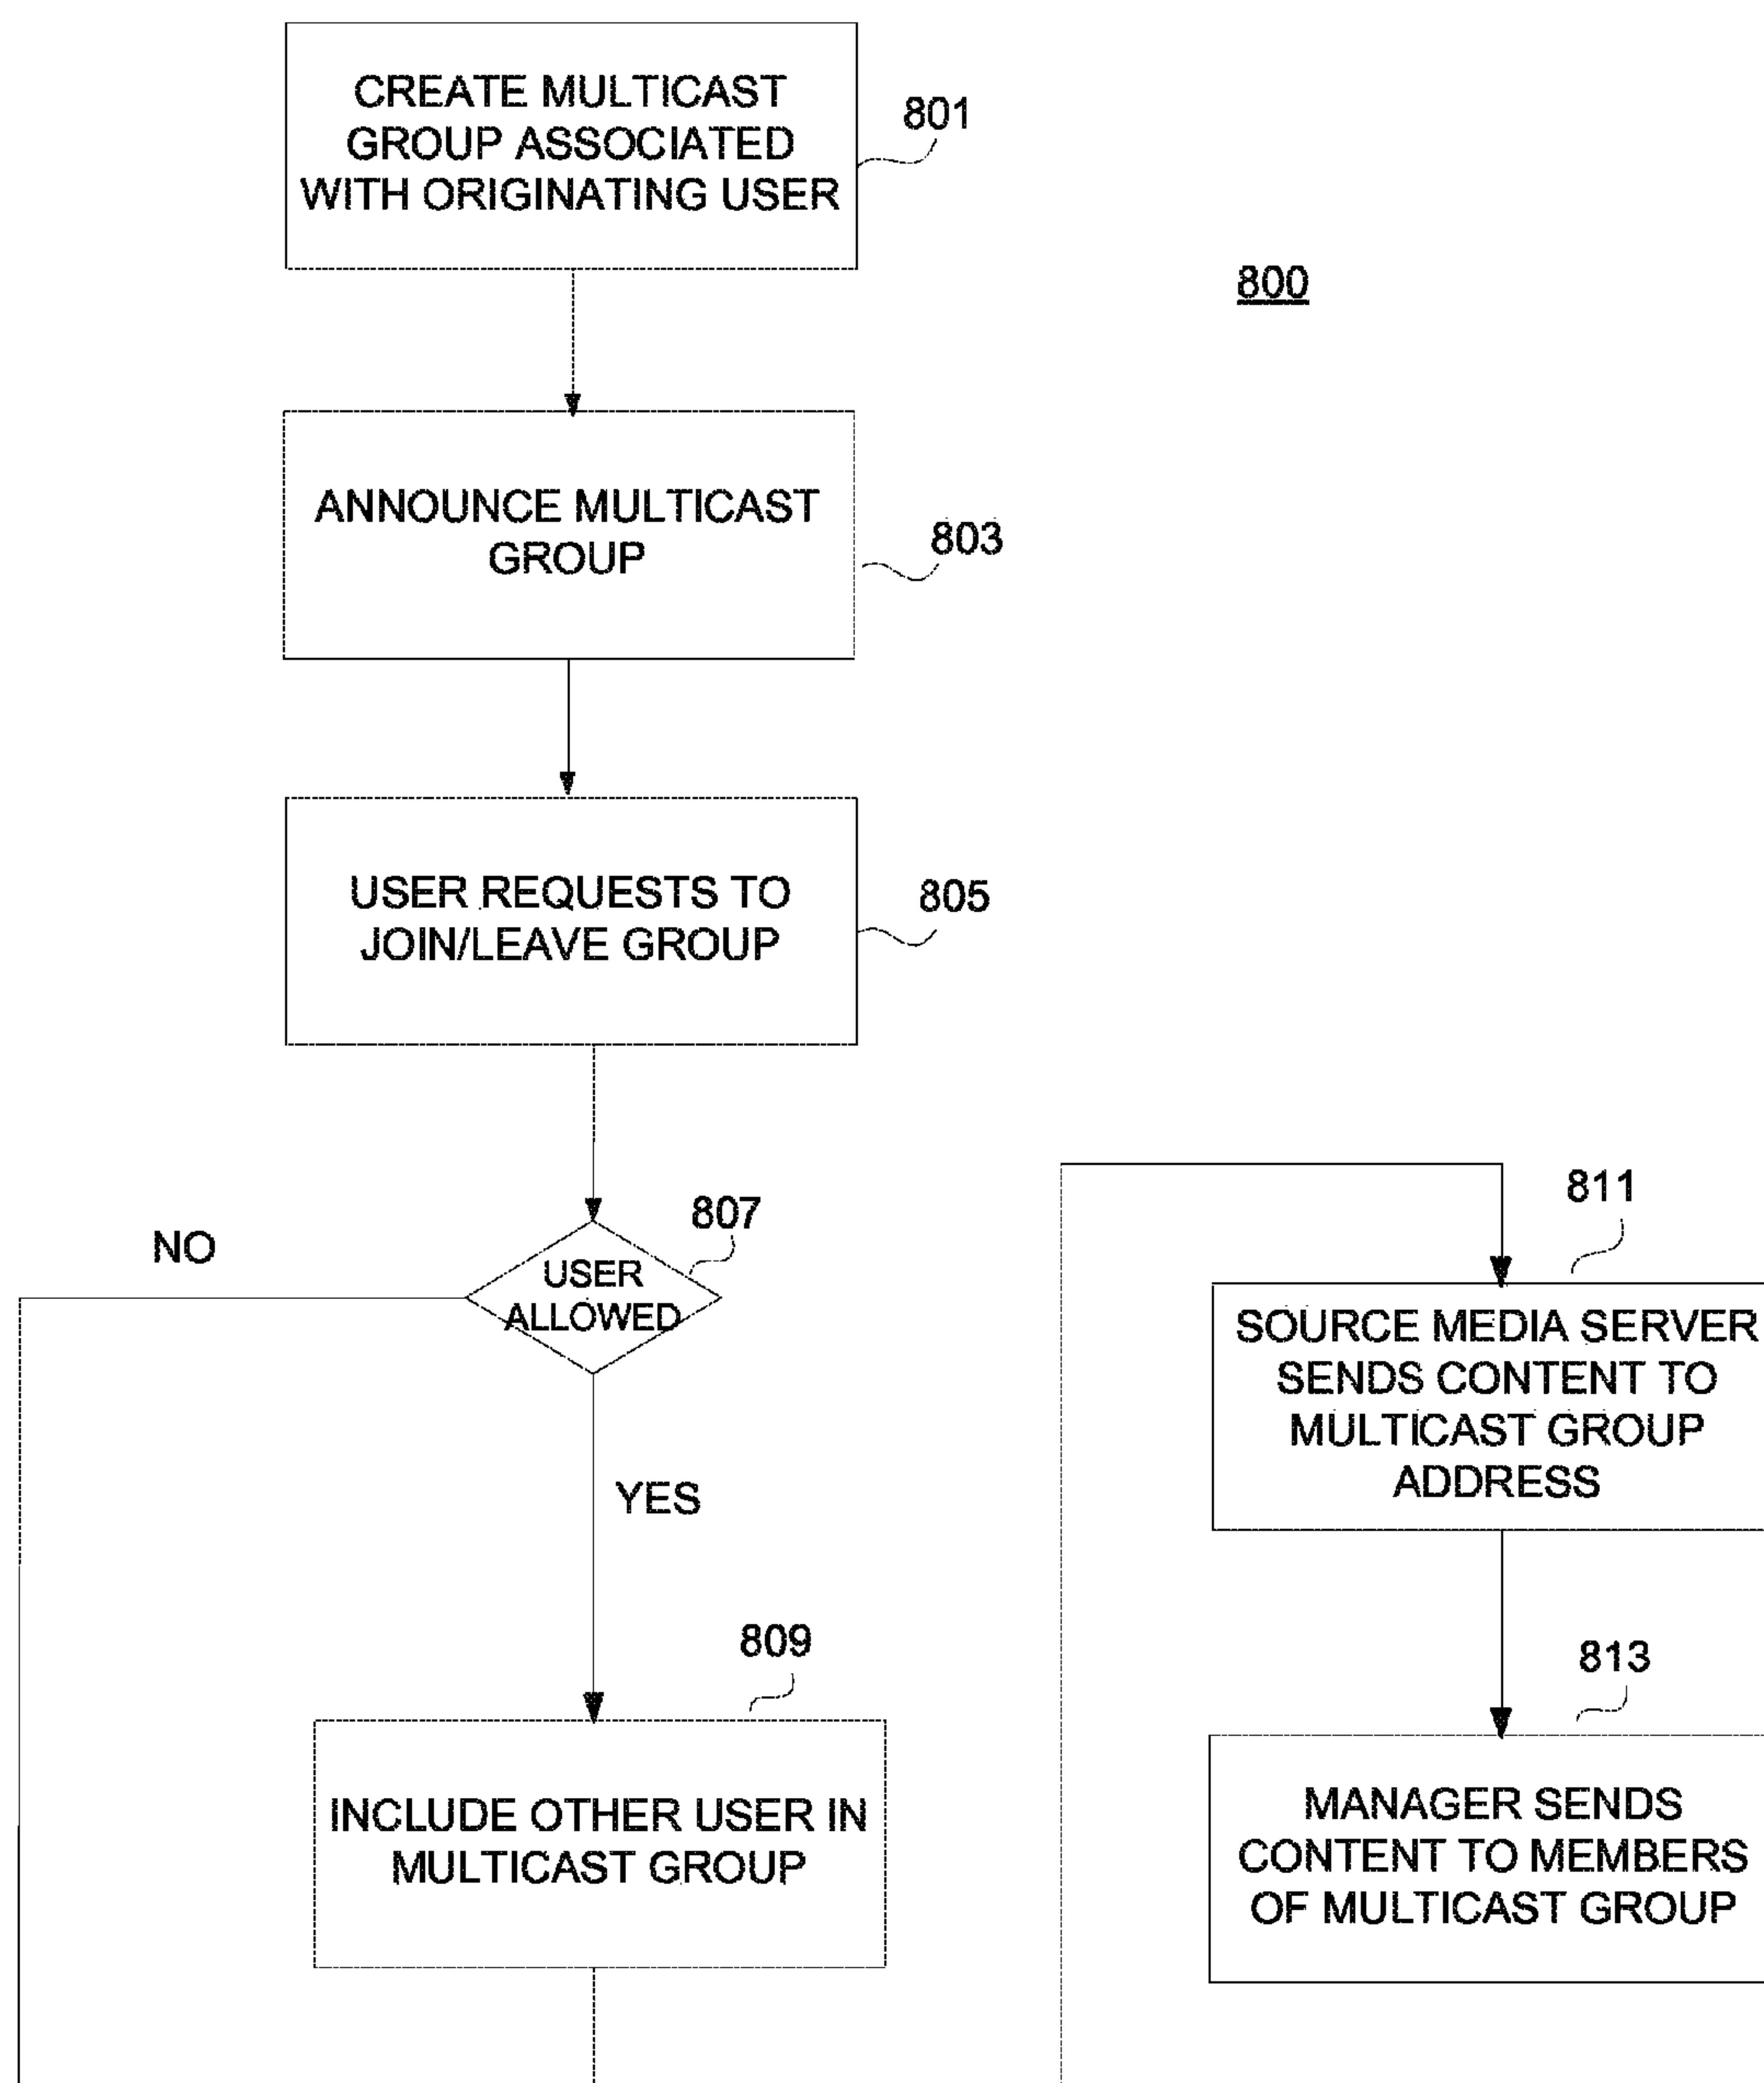 CREATE MULTICAST
GROUP ASSOCIATED
WITH ORIGINATING USER
801
800
ANNOUNCE MULTICAST
GROUP
803
USER REQUESTS TO
JOIN/LEAVE GROUP
805
807
NO
USER
ALLOWED
YES
809
INCLUDE OTHER USER IN
MULTICAST GROUP
811
SOURCE MEDIA SERVER
SENDS CONTENT TO
MULTICAST GROUP
ADDRESS
813
MANAGER SENDS
CONTENT TO MEMBERS
OF MULTICAST GROUP